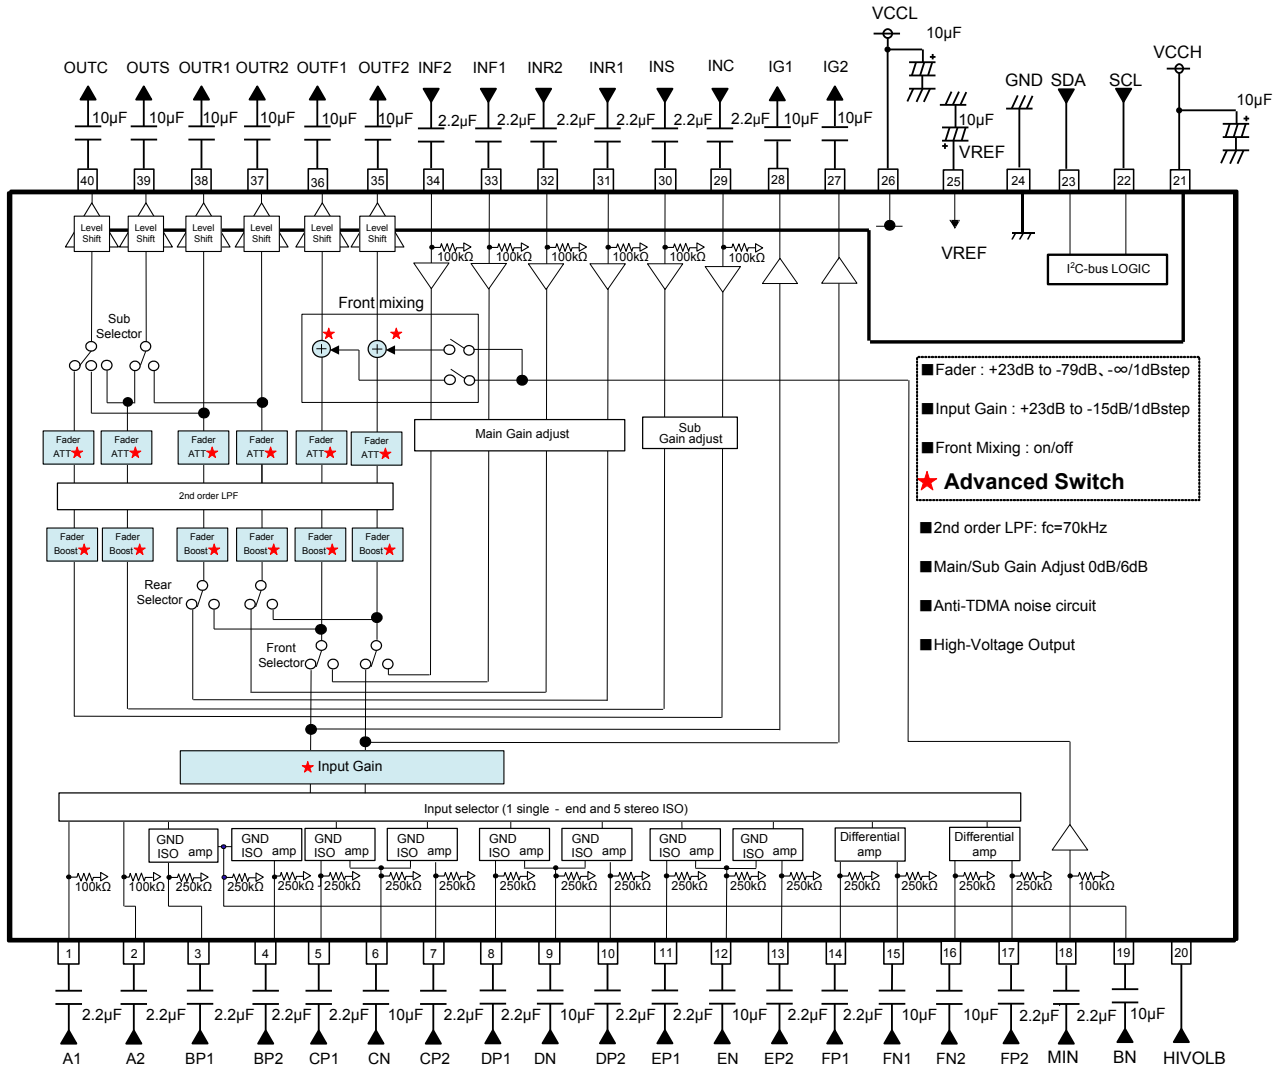 VCCL
10µF
VCCH
OUTC OUTS OUTR1 OUTR2 OUTF1 OUTF2 INF2 INF1 INR2 INR1 INS INC IG1 IG2 GND SDA SCL
10µF 10µF 10µF 10µF 10µF 10µF 2.2µF 2.2µF 2.2µF 2.2µF 2.2µF 2.2µF 10µF 10µF 10µF 10µF
VREF
40 39 38 37 36 35 34 33 32 31 30 29 28 27 26 25 24 23 22 21
Level Shift Level Shift Level Shift Level Shift Level Shift Level Shift
100kΩ 100kΩ 100kΩ 100kΩ 100kΩ 100kΩ
VREF
I²C-bus LOGIC
Front mixing
Sub
Selector
+ +
■Fader : +23dB to -79dB、-∞/1dBstep
■Input Gain : +23dB to -15dB/1dBstep
■Front Mixing : on/off
★ Advanced Switch
Main Gain adjust
Sub
Gain adjust
Fader Fader Fader Fader Fader Fader
ATT★ ATT★ ATT★ ATT★ ATT★ ATT★
2nd order LPF
Fader Fader Fader Fader Fader Fader
Boost★ Boost★ Boost★ Boost★ Boost★ Boost★
■2nd order LPF: fc=70kHz
■Main/Sub Gain Adjust 0dB/6dB
■Anti-TDMA noise circuit
■High-Voltage Output
Rear
Selector
Front
Selector
★ Input Gain
Input selector (1 single - end and 5 stereo ISO)
GND GND GND GND GND GND GND GND Differential Differential
ISO amp ISO amp ISO amp ISO amp ISO amp ISO amp ISO amp ISO amp amp amp
100kΩ 100kΩ 250kΩ 250kΩ 250kΩ 250kΩ 250kΩ 250kΩ 250kΩ 250kΩ 250kΩ 250kΩ 250kΩ 250kΩ 250kΩ 250kΩ 250kΩ 250kΩ 100kΩ
1 2 3 4 5 6 7 8 9 10 11 12 13 14 15 16 17 18 19 20
2.2µF 2.2µF 2.2µF 2.2µF 2.2µF 10µF 2.2µF 2.2µF 10µF 2.2µF 2.2µF 10µF 2.2µF 2.2µF 10µF 10µF 2.2µF 2.2µF 10µF
A1 A2 BP1 BP2 CP1 CN CP2 DP1 DN DP2 EP1 EN EP2 FP1 FN1 FN2 FP2 MIN BN HIVOLB